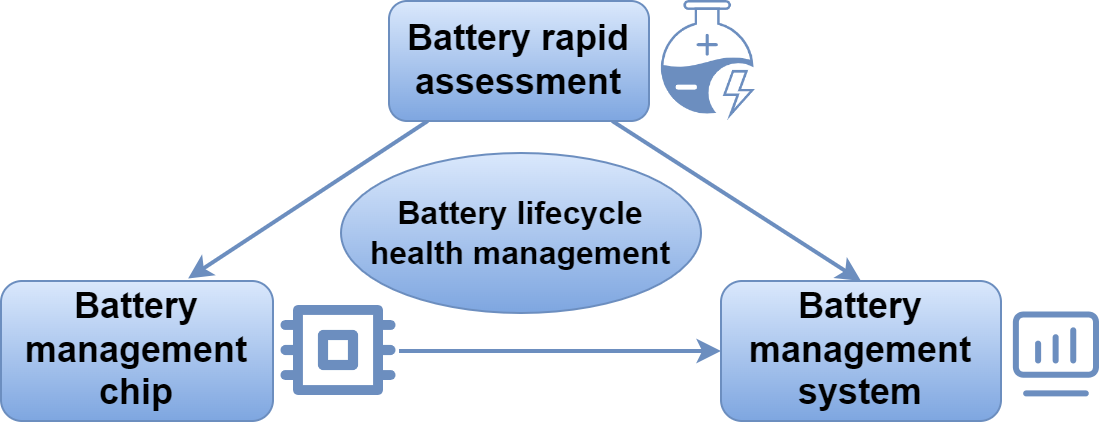 Battery rapid
assessment
Battery lifecycle
health management
Battery
management
chip
Battery
management
system